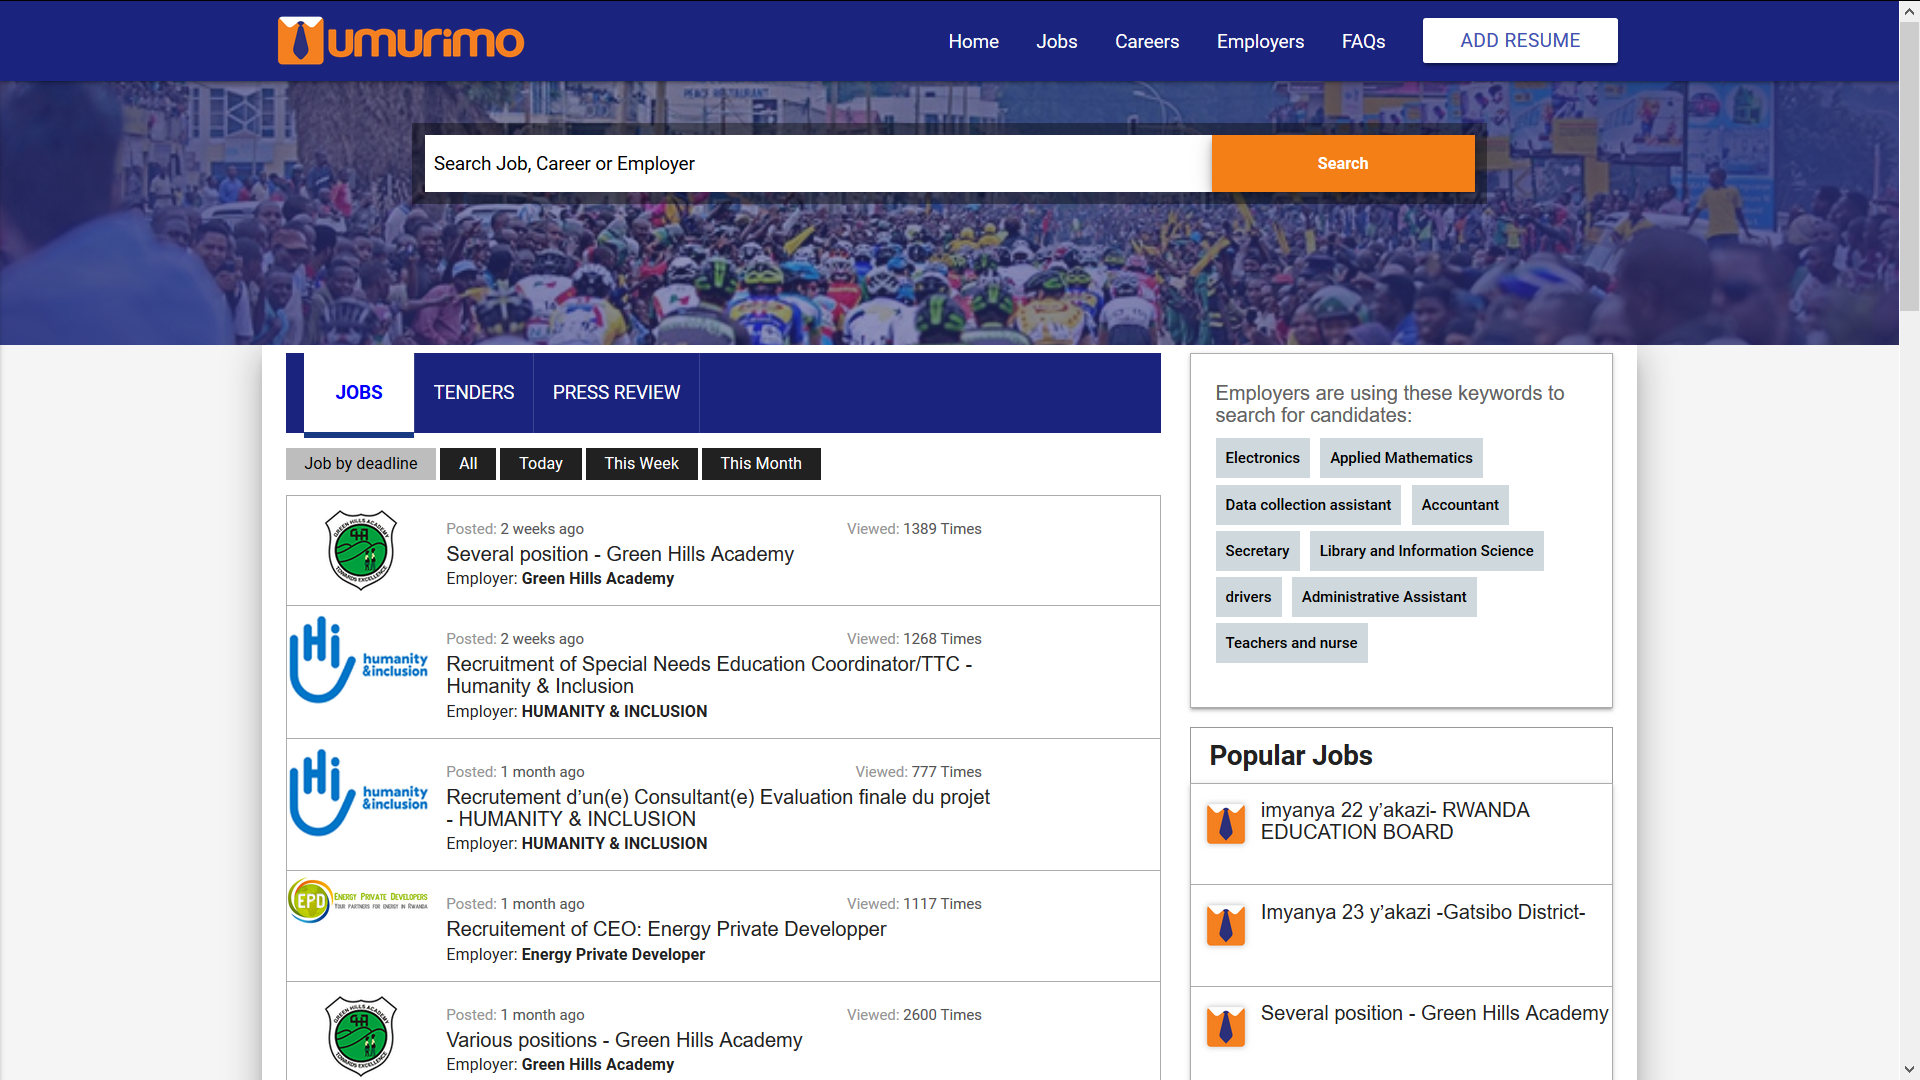 umurimo
Home
Jobs
Careers
Employers
FAQs
ADD RESUME
Search Job, Career or Employer
Search
JOBS
TENDERS
PRESS REVIEW
Job by deadline
All
Today
This Week
This Month
GREEN HILLS ACADEMY
TOWARDS EXCELLENCE
Posted: 2 weeks ago
Viewed: 1389 Times
Several position - Green Hills Academy
Employer: Green Hills Academy
Hi humanity
&inclusion
Posted: 2 weeks ago
Viewed: 1268 Times
Recruitment of Special Needs Education Coordinator/TTC -
Humanity & Inclusion
Employer: HUMANITY & INCLUSION
Hi humanity
&inclusion
Posted: 1 month ago
Viewed: 777 Times
Recrutement d’un(e) Consultant(e) Evaluation finale du projet
- HUMANITY & INCLUSION
Employer: HUMANITY & INCLUSION
EPD
ENERGY PRIVATE DEVELOPERS
YOUR PARTNERS FOR ENERGY IN RWANDA
Posted: 1 month ago
Viewed: 1117 Times
Recruitement of CEO: Energy Private Developper
Employer: Energy Private Developer
GREEN HILLS ACADEMY
TOWARDS EXCELLENCE
Posted: 1 month ago
Viewed: 2600 Times
Various positions - Green Hills Academy
Employer: Green Hills Academy
Employers are using these keywords to
search for candidates:
Electronics
Applied Mathematics
Data collection assistant
Accountant
Secretary
Library and Information Science
drivers
Administrative Assistant
Teachers and nurse
Popular Jobs
imyanya 22 y’akazi- RWANDA
EDUCATION BOARD
Imyanya 23 y’akazi -Gatsibo District-
Several position - Green Hills Academy